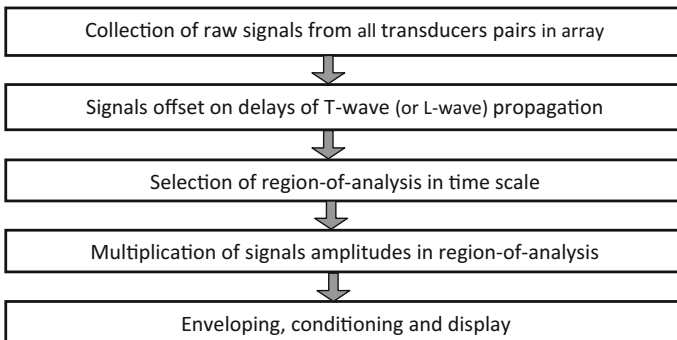 Collection of raw signals from all transducers pairs in array
Signals offset on delays of T-wave (or L-wave) propagation
Selection of region-of-analysis in time scale
Multiplication of signals amplitudes in region-of-analysis
Enveloping, conditioning and display